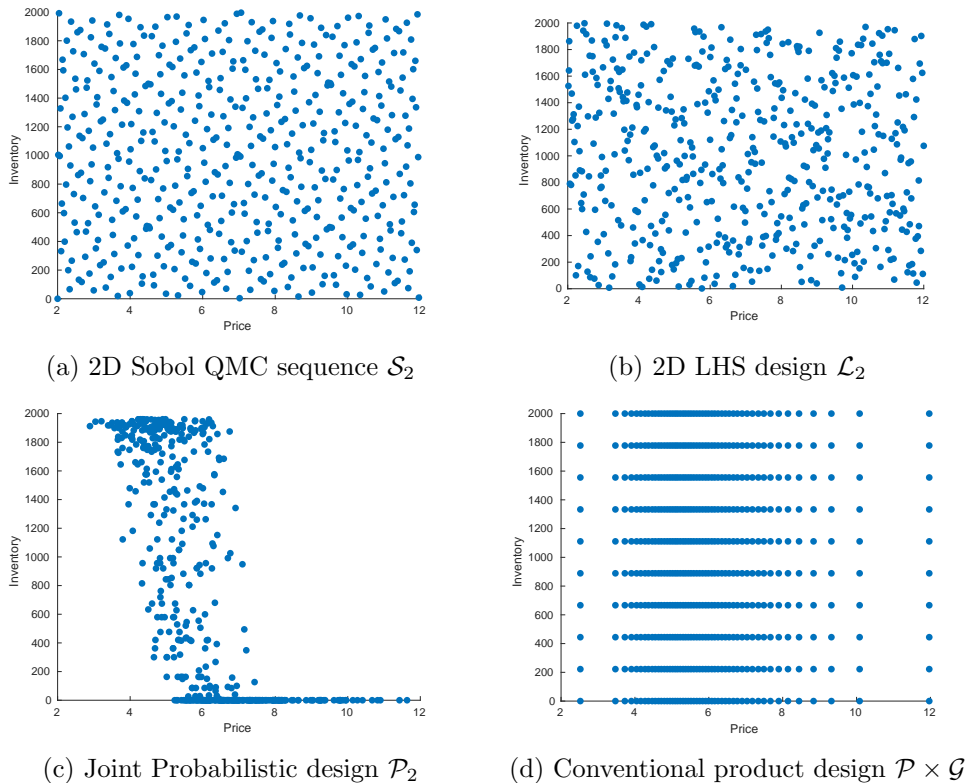 2000
1800
1600
1400
1200
1000
800
600
400
200
0
Inventory
2 4 6 8 10 12
Price
(a) 2D Sobol QMC sequence 𝒮₂
2000
1800
1600
1400
1200
1000
800
600
400
200
0
Inventory
2 4 6 8 10 12
Price
(b) 2D LHS design ℒ₂
2000
1800
1600
1400
1200
1000
800
600
400
200
0
Inventory
2 4 6 8 10 12
Price
(c) Joint Probabilistic design 𝒫₂
2000
1800
1600
1400
1200
1000
800
600
400
200
0
Inventory
2 4 6 8 10 12
Price
(d) Conventional product design 𝒫 × 𝒢